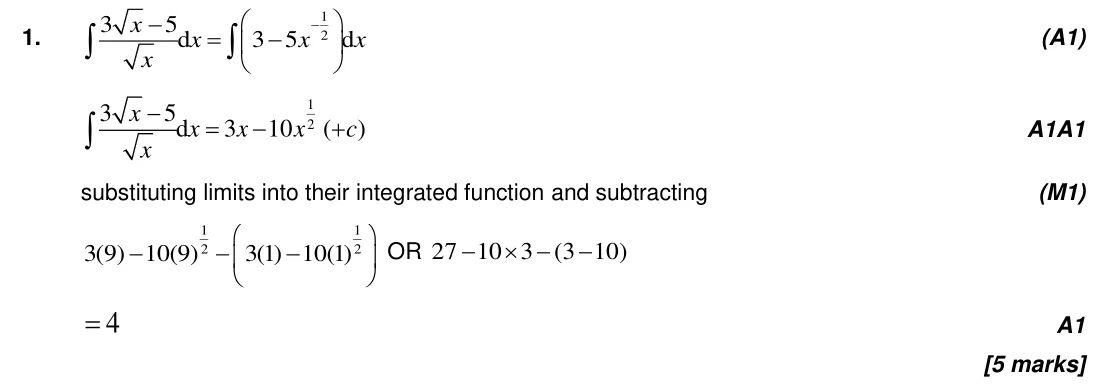 1. ∫ (3√x − 5)/√x dx = ∫ (3 − 5x^(−1/2)) dx (A1)
∫ (3√x − 5)/√x dx = 3x − 10x^(1/2) (+c) A1A1
substituting limits into their integrated function and subtracting (M1)
3(9) − 10(9)^(1/2) − (3(1) − 10(1)^(1/2)) OR 27 − 10 × 3 − (3 − 10)
= 4 A1
[5 marks]